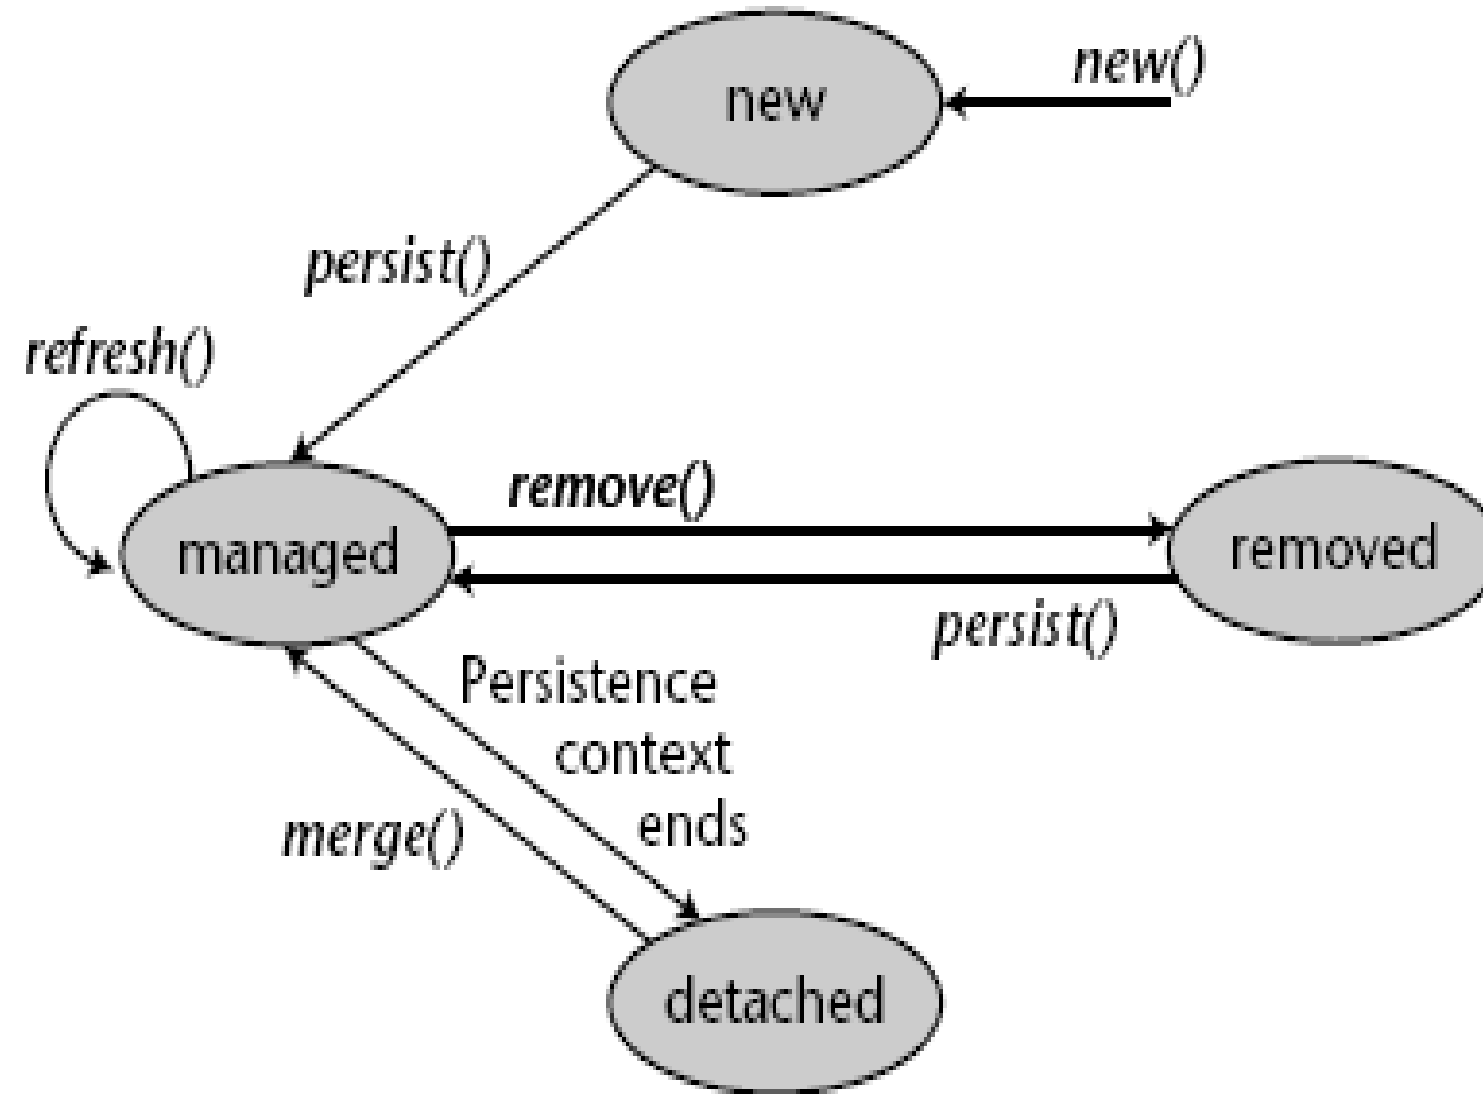 new()
new
persist()
refresh()
remove()
managed
removed
persist()
Persistence
context
ends
merge()
detached